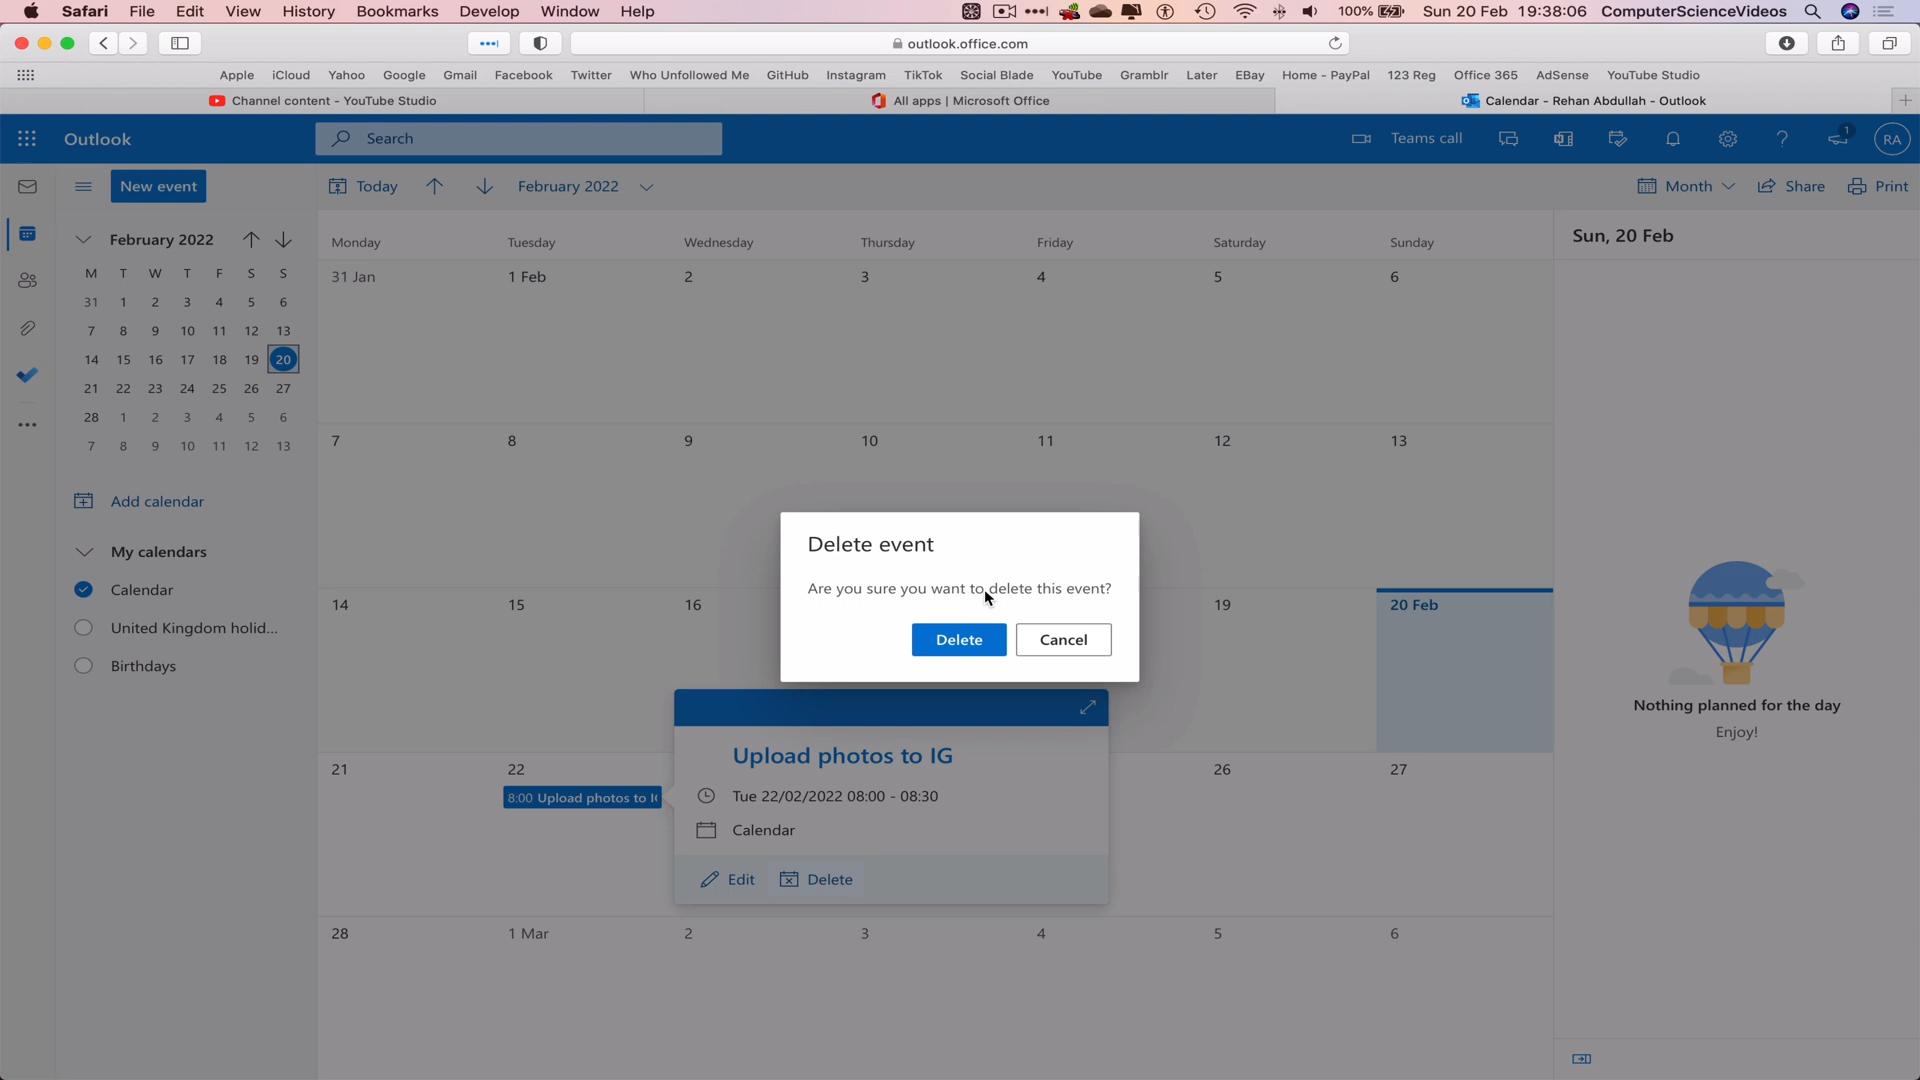 Safari File Edit View History Bookmarks Develop Window Help 100% Sun 20 Feb 19:38:06 ComputerScienceVideos
outlook.office.com
Apple iCloud Yahoo Google Gmail Facebook Twitter Who Unfollowed Me GitHub Instagram TikTok Social Blade YouTube Gramblr Later EBay Home - PayPal 123 Reg Office 365 AdSense YouTube Studio
Channel content - YouTube Studio All apps | Microsoft Office Calendar - Rehan Abdullah - Outlook
Outlook Search Teams call 1 RA
New event Today February 2022 Month Share Print
February 2022
M T W T F S S
31 1 2 3 4 5 6
7 8 9 10 11 12 13
14 15 16 17 18 19 20
21 22 23 24 25 26 27
28 1 2 3 4 5 6
7 8 9 10 11 12 13
Add calendar
My calendars
Calendar
United Kingdom holid...
Birthdays
Monday Tuesday Wednesday Thursday Friday Saturday Sunday
31 Jan 1 Feb 2 3 4 5 6
7 8 9 10 11 12 13
14 15 16 19 20 Feb
21 22 26 27
8:00 Upload photos to IG
28 1 Mar 2 3 4 5 6
Delete event
Are you sure you want to delete this event?
Delete Cancel
Upload photos to IG
Tue 22/02/2022 08:00 - 08:30
Calendar
Edit Delete
Sun, 20 Feb
Nothing planned for the day
Enjoy!